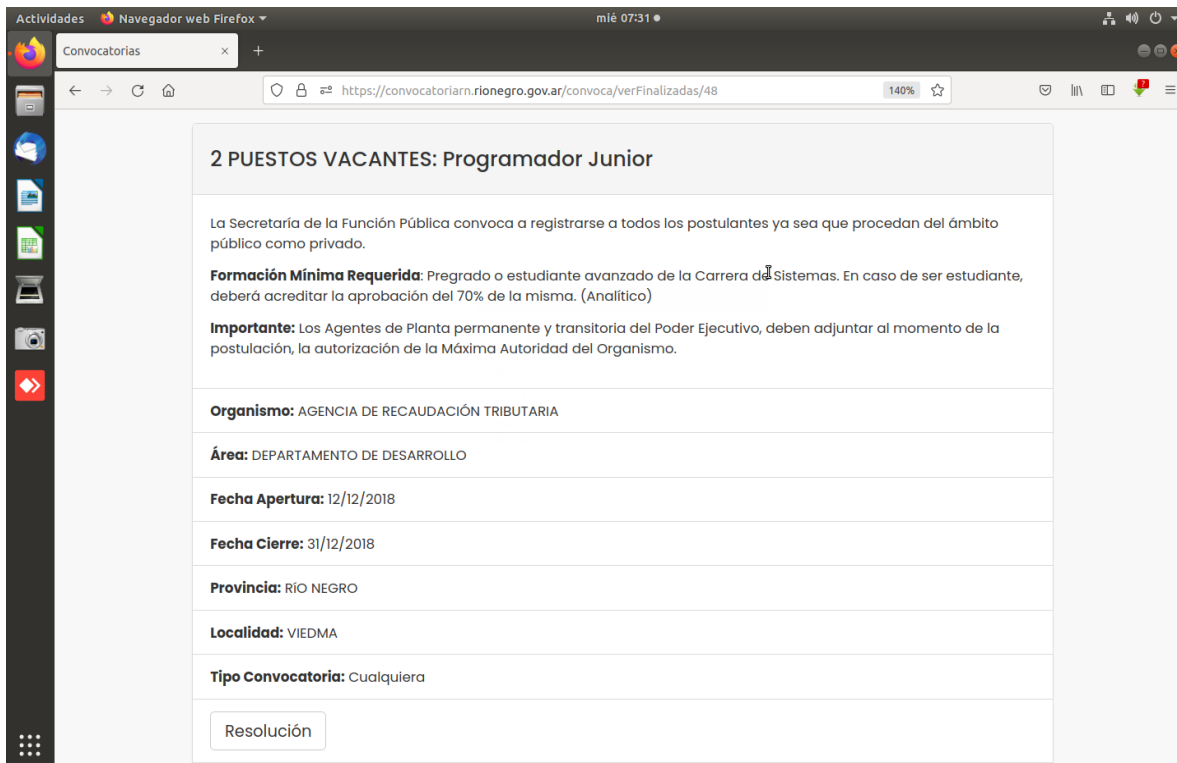 Actividades Navegador web Firefox mié 07:31
Convocatorias
https://convocatoriarn.rionegro.gov.ar/convoca/verFinalizadas/48 140%
2 PUESTOS VACANTES: Programador Junior
La Secretaría de la Función Pública convoca a registrarse a todos los postulantes ya sea que procedan del ámbito
público como privado.
Formación Mínima Requerida: Pregrado o estudiante avanzado de la Carrera de Sistemas. En caso de ser estudiante,
deberá acreditar la aprobación del 70% de la misma. (Analítico)
Importante: Los Agentes de Planta permanente y transitoria del Poder Ejecutivo, deben adjuntar al momento de la
postulación, la autorización de la Máxima Autoridad del Organismo.
Organismo: AGENCIA DE RECAUDACIÓN TRIBUTARIA
Área: DEPARTAMENTO DE DESARROLLO
Fecha Apertura: 12/12/2018
Fecha Cierre: 31/12/2018
Provincia: RÍO NEGRO
Localidad: VIEDMA
Tipo Convocatoria: Cualquiera
Resolución